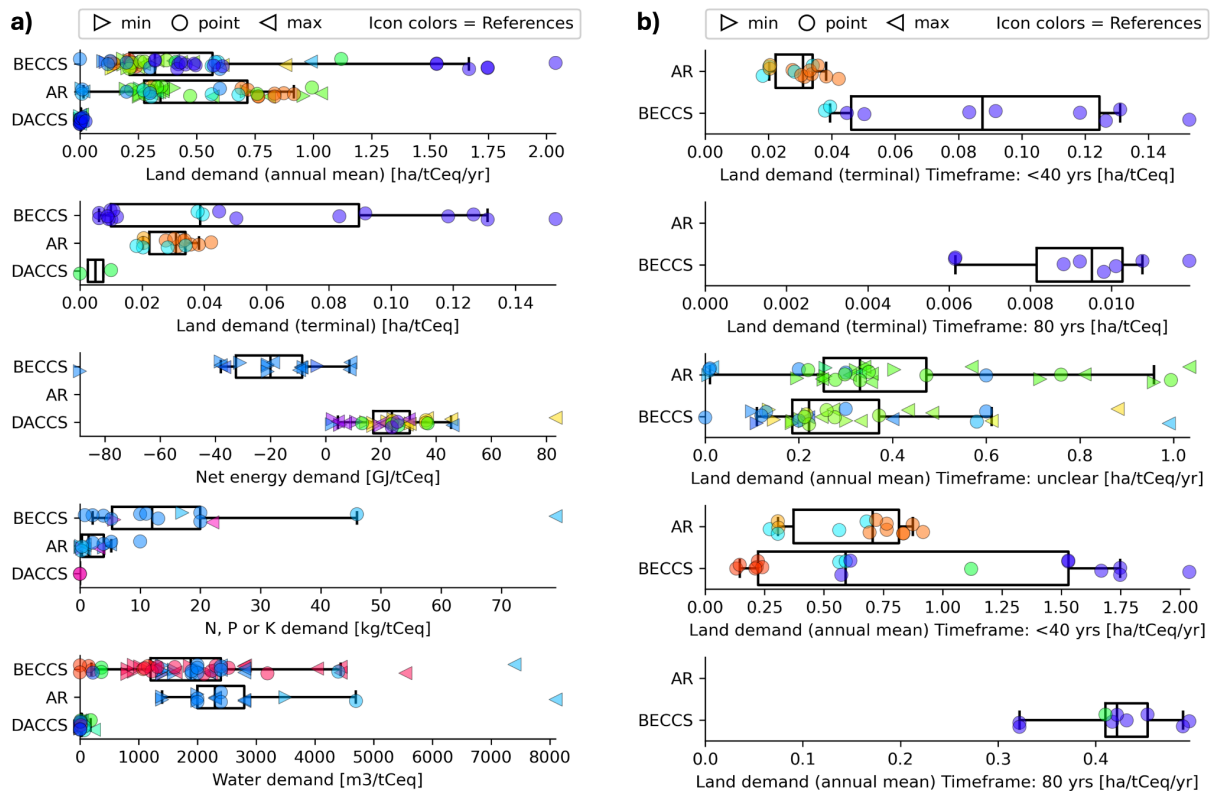 a)
min point max Icon colors = References
BECCS
AR
DACCS
0.00 0.25 0.50 0.75 1.00 1.25 1.50 1.75 2.00
Land demand (annual mean) [ha/tCeq/yr]
BECCS
AR
DACCS
0.00 0.02 0.04 0.06 0.08 0.10 0.12 0.14
Land demand (terminal) [ha/tCeq]
BECCS
AR
DACCS
−80 −60 −40 −20 0 20 40 60 80
Net energy demand [GJ/tCeq]
BECCS
AR
DACCS
0 10 20 30 40 50 60 70
N, P or K demand [kg/tCeq]
BECCS
AR
DACCS
0 1000 2000 3000 4000 5000 6000 7000 8000
Water demand [m3/tCeq]
b)
min point max Icon colors = References
AR
BECCS
0.00 0.02 0.04 0.06 0.08 0.10 0.12 0.14
Land demand (terminal) Timeframe: <40 yrs [ha/tCeq]
AR
BECCS
0.000 0.002 0.004 0.006 0.008 0.010
Land demand (terminal) Timeframe: 80 yrs [ha/tCeq]
AR
BECCS
0.0 0.2 0.4 0.6 0.8 1.0
Land demand (annual mean) Timeframe: unclear [ha/tCeq/yr]
AR
BECCS
0.00 0.25 0.50 0.75 1.00 1.25 1.50 1.75 2.00
Land demand (annual mean) Timeframe: <40 yrs [ha/tCeq/yr]
AR
BECCS
0.0 0.1 0.2 0.3 0.4
Land demand (annual mean) Timeframe: 80 yrs [ha/tCeq/yr]